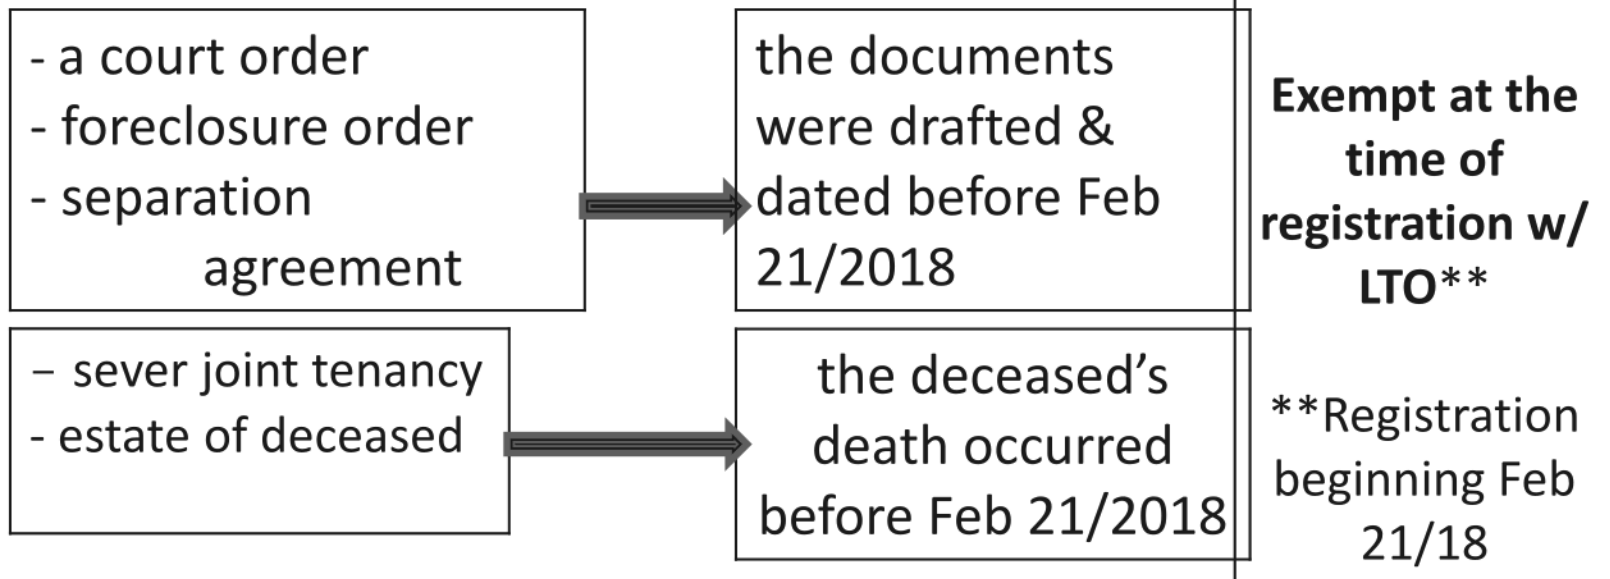 - a court order
- foreclosure order
- separation
agreement
the documents
were drafted &
dated before Feb
21/2018
Exempt at the
time of
registration w/
LTO**
– sever joint tenancy
- estate of deceased
the deceased’s
death occurred
before Feb 21/2018
**Registration
beginning Feb
21/18